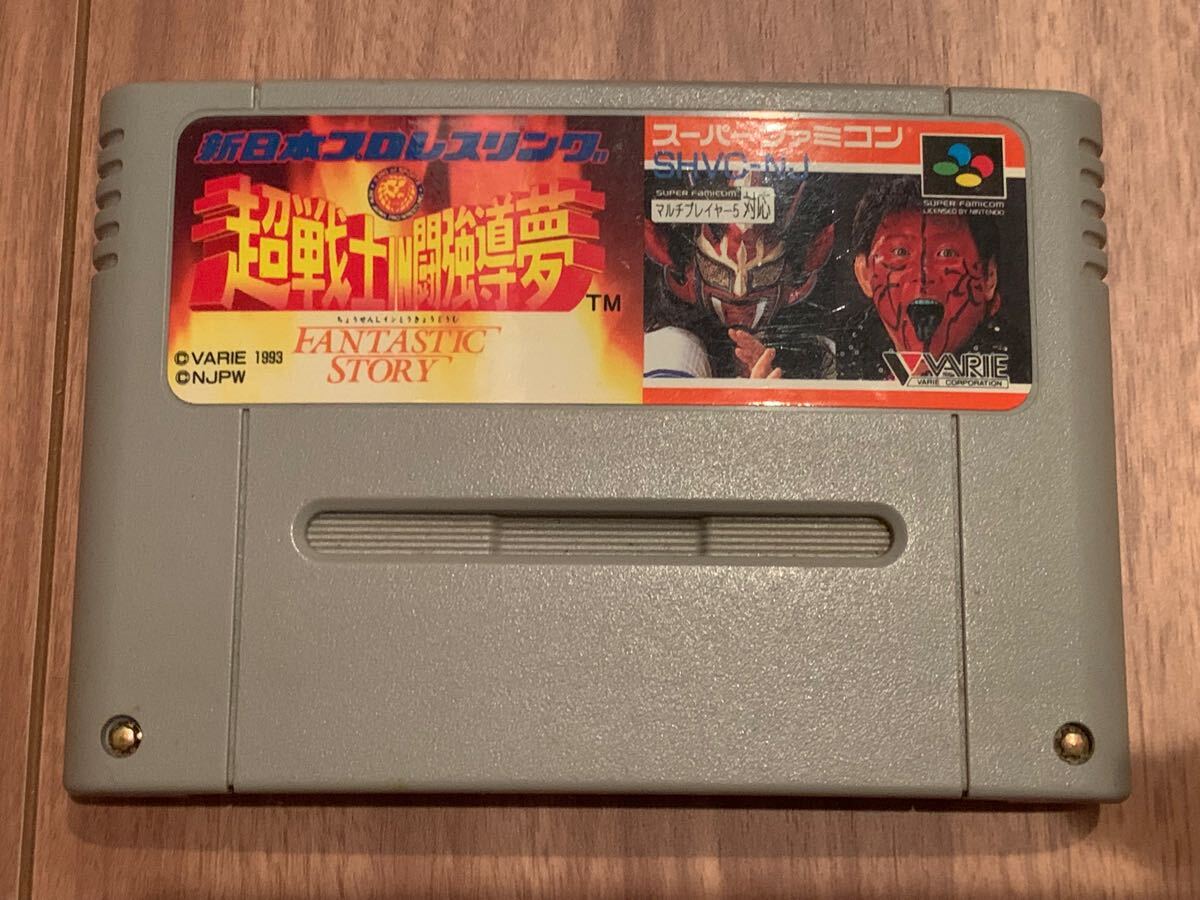 新日本プロレスリング
超戦士IN闘強導夢
TM
ちょうせんしインとうきょうどうむ
FANTASTIC
STORY
©VARIE 1993
©NJPW
スーパーファミコン
SHVC-NJ
SUPER FAMICOM
マルチプレイヤー5 対応
SUPER FAMICOM
LICENSED BY NINTENDO
VARIE
VARIE CORPORATION